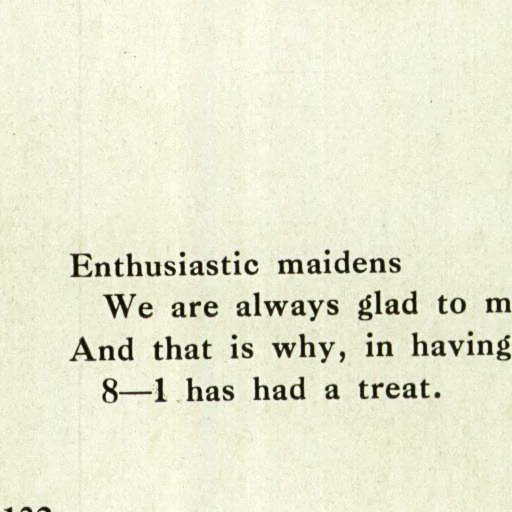 Enthusiastic maidens
We are always glad to m
And that is why, in having
8—1 has had a treat.